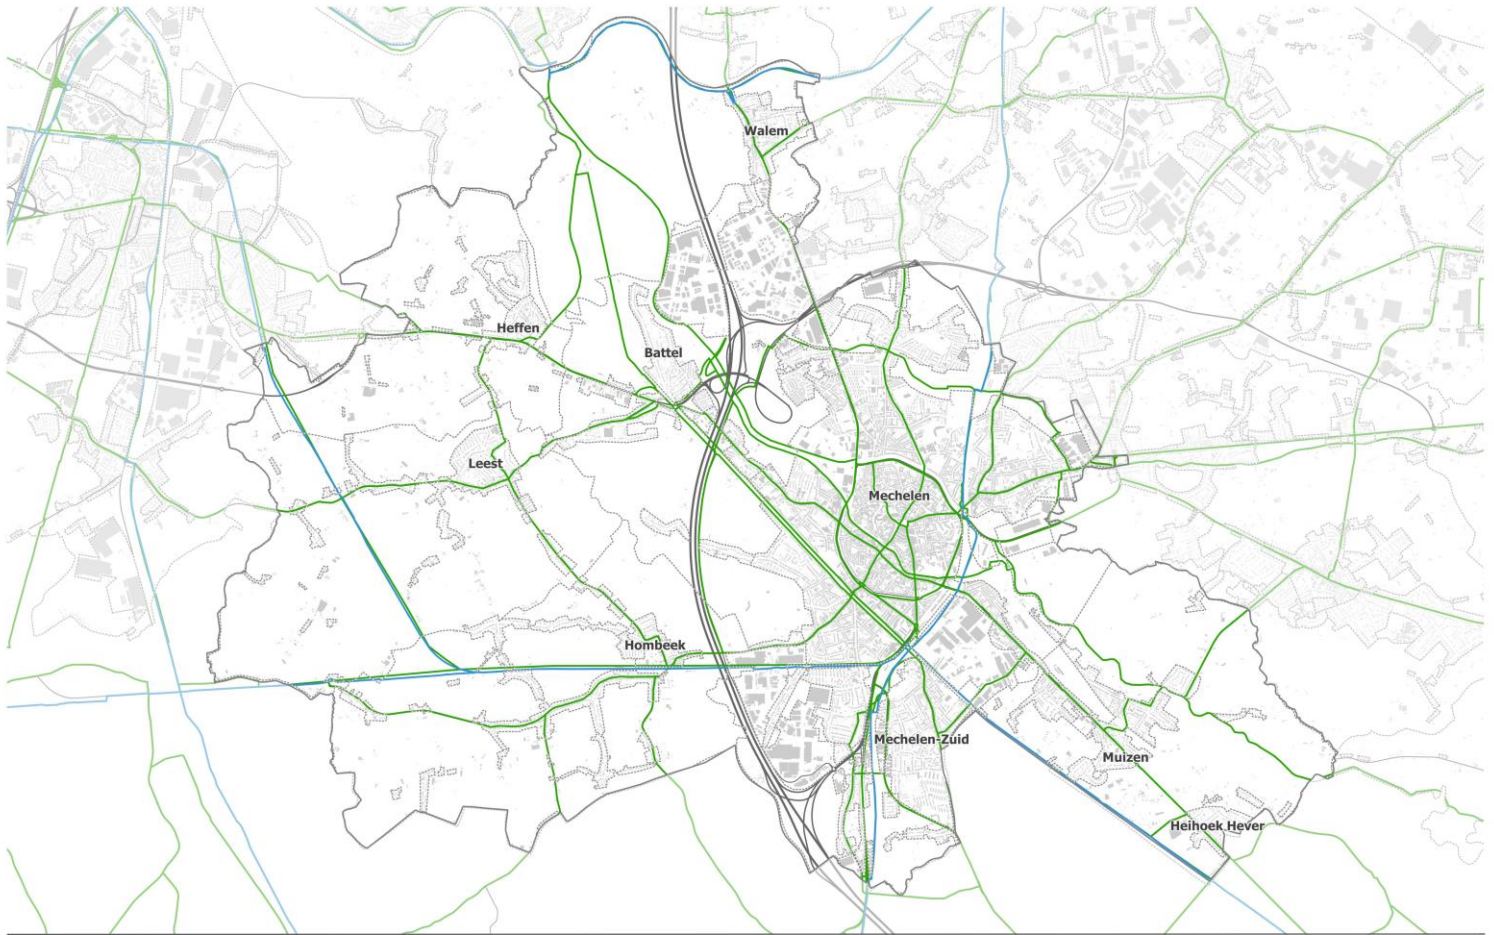 Walem
Heffen
Battel
Leest
Mechelen
Hombeek
Mechelen-Zuid
Muizen
Heihoek Hever